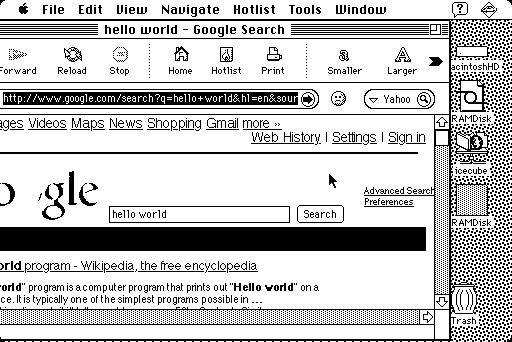 File Edit View Navigate Hotlist Tools Window
hello world - Google Search
Forward Reload Stop Home Hotlist Print Smaller Larger
http://www.google.com/search?q=hello+world&hl=en&sour
Yahoo
ages Videos Maps News Shopping Gmail more »
Web History | Settings | Sign in
o gle
hello world Search
Advanced Search
Preferences
orld program - Wikipedia, the free encyclopedia
orld" program is a computer program that prints out "Hello world" on a
ce. It is typically one of the simplest programs possible in ...
acintoshHD
RAMDisk
icecube
RAMDisk
Trash